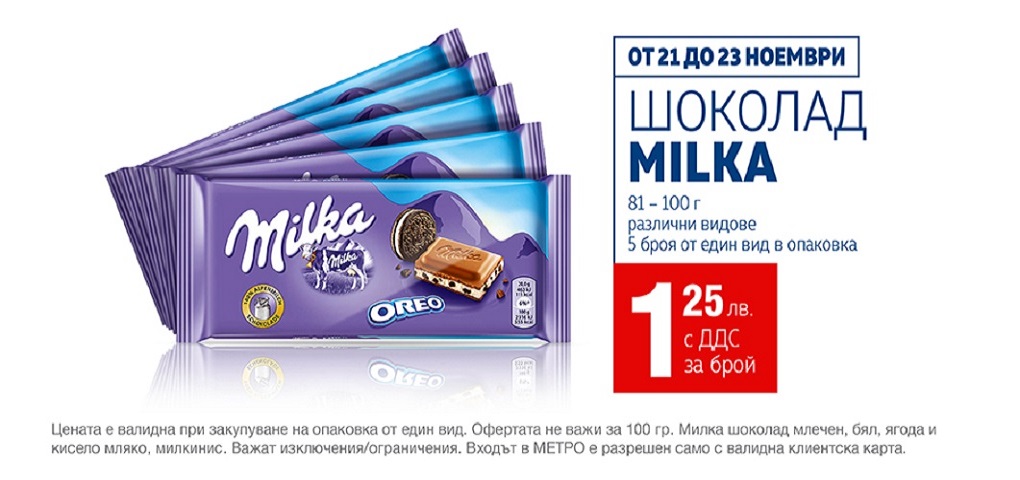 ОТ 21 ДО 23 НОЕМВРИ
ШОКОЛАД
MILKA
81 – 100 г
различни видове
5 броя от един вид в опаковка
1 25 лв.
с ДДС
за брой
Milka
Milka
OREO
Цената е валидна при закупуване на опаковка от един вид. Офертата не важи за 100 гр. Милка шоколад млечен, бял, ягода и
кисело мляко, милкинис. Важат изключения/ограничения. Входът в МЕТРО е разрешен само с валидна клиентска карта.